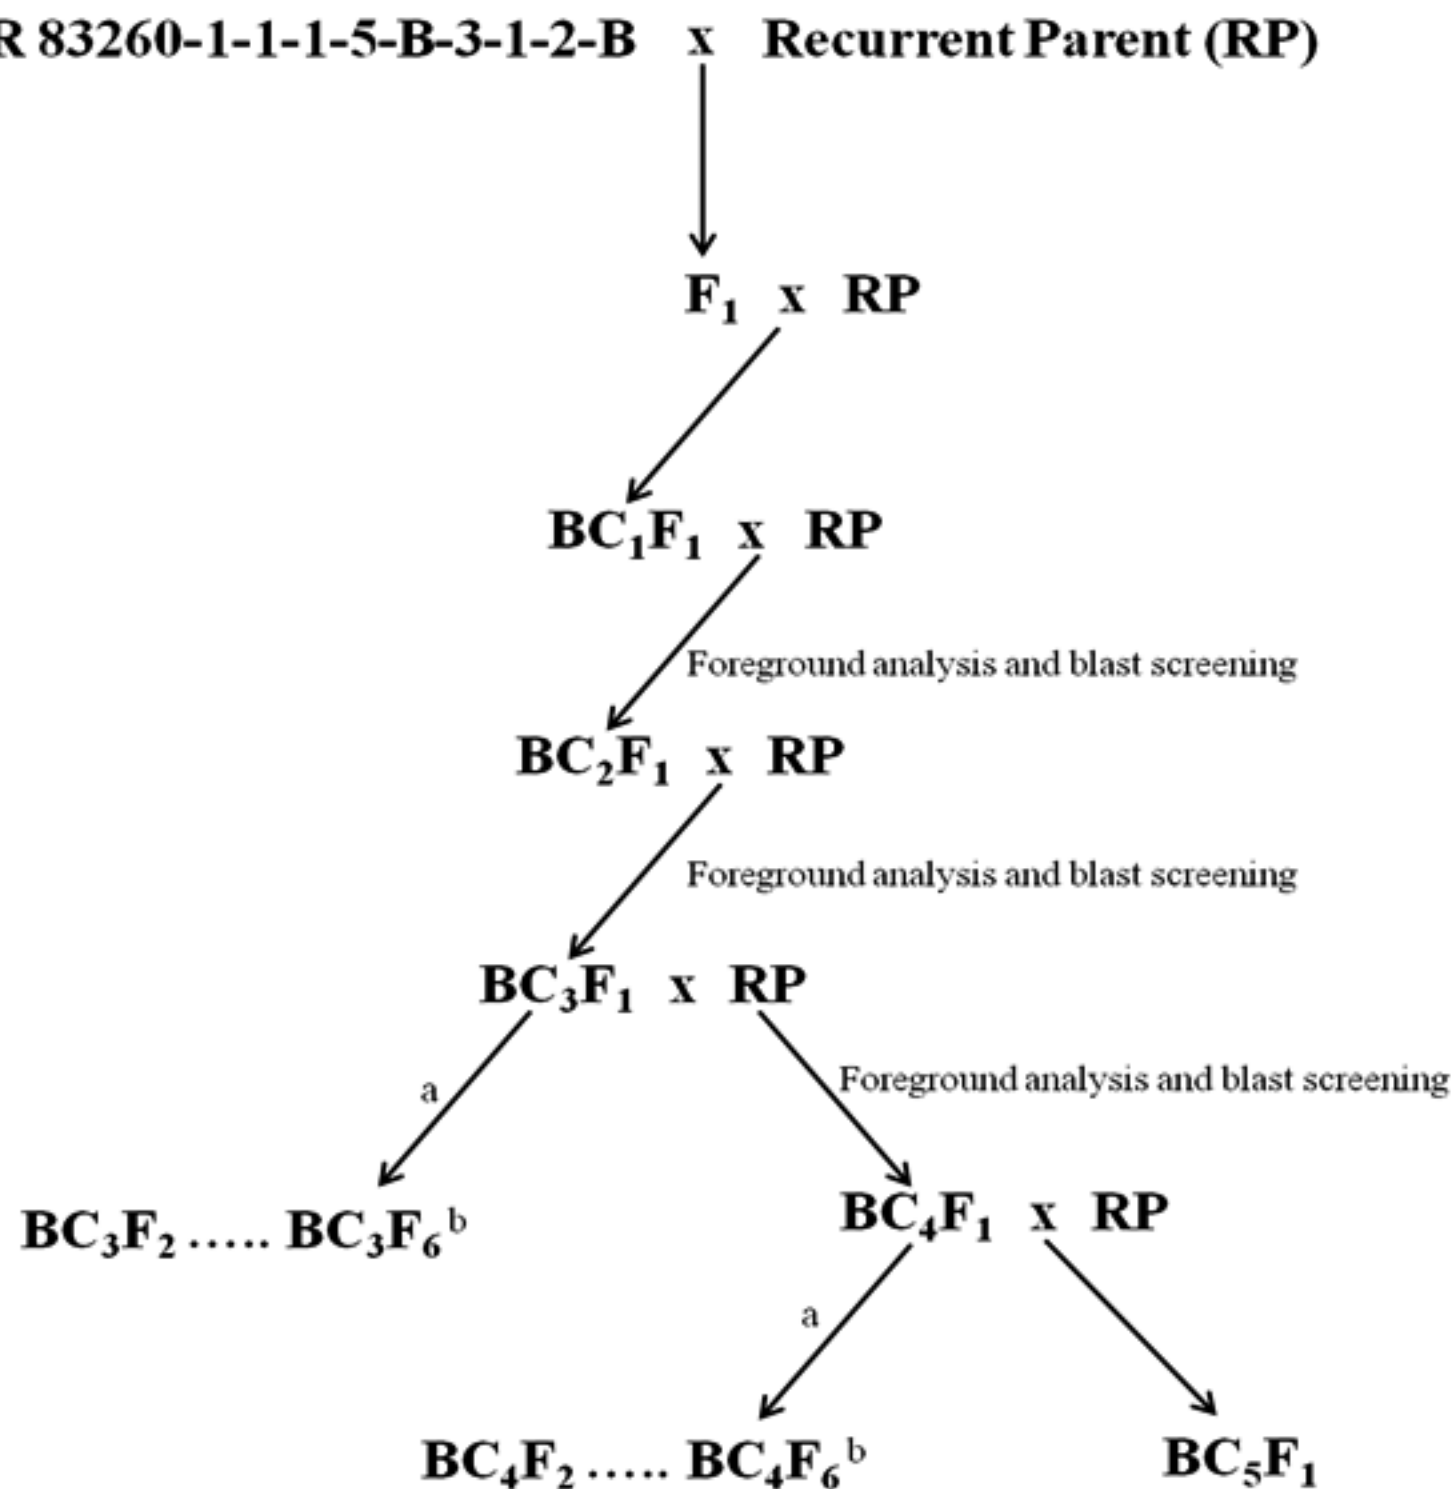 R 83260-1-1-1-5-B-3-1-2-B x Recurrent Parent (RP)
F₁ x RP
BC₁F₁ x RP
Foreground analysis and blast screening
BC₂F₁ x RP
Foreground analysis and blast screening
BC₃F₁ x RP
a
Foreground analysis and blast screening
BC₃F₂ ..... BC₃F₆ᵇ
BC₄F₁ x RP
a
BC₄F₂ ..... BC₄F₆ᵇ
BC₅F₁